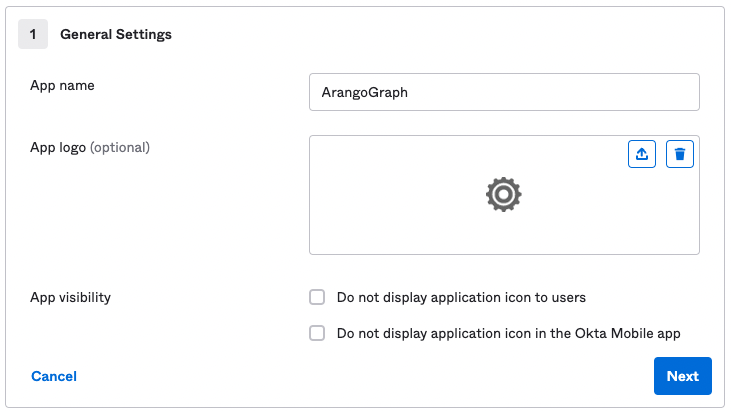 1 General Settings
App name
ArangoGraph
App logo (optional)
App visibility
Do not display application icon to users
Do not display application icon in the Okta Mobile app
Cancel
Next